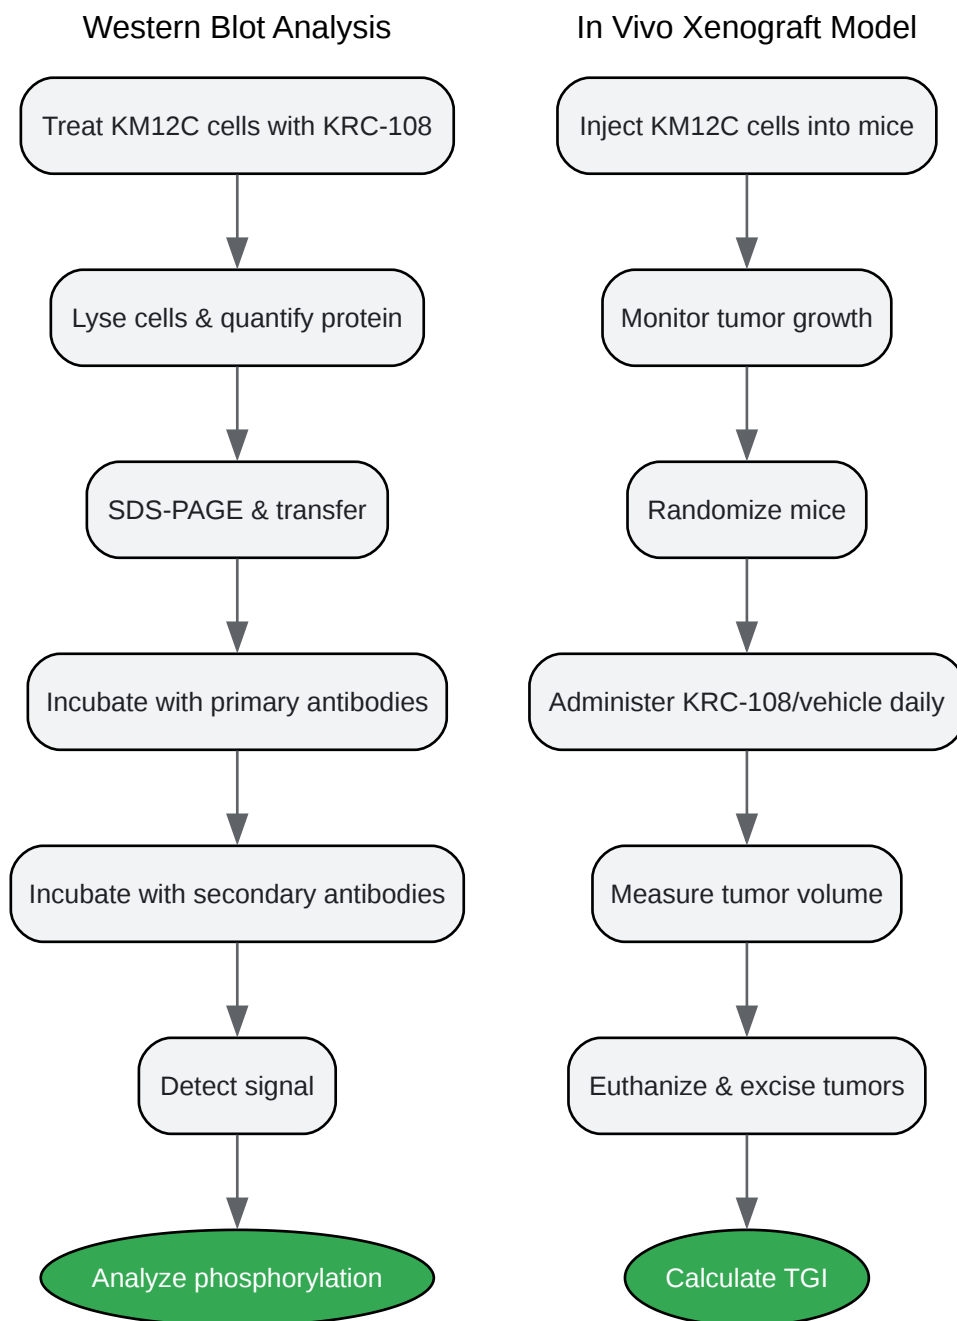 Western Blot Analysis
Treat KM12C cells with KRC-108
Lyse cells & quantify protein
SDS-PAGE & transfer
Incubate with primary antibodies
Incubate with secondary antibodies
Detect signal
Analyze phosphorylation
In Vivo Xenograft Model
Inject KM12C cells into mice
Monitor tumor growth
Randomize mice
Administer KRC-108/vehicle daily
Measure tumor volume
Euthanize & excise tumors
Calculate TGI